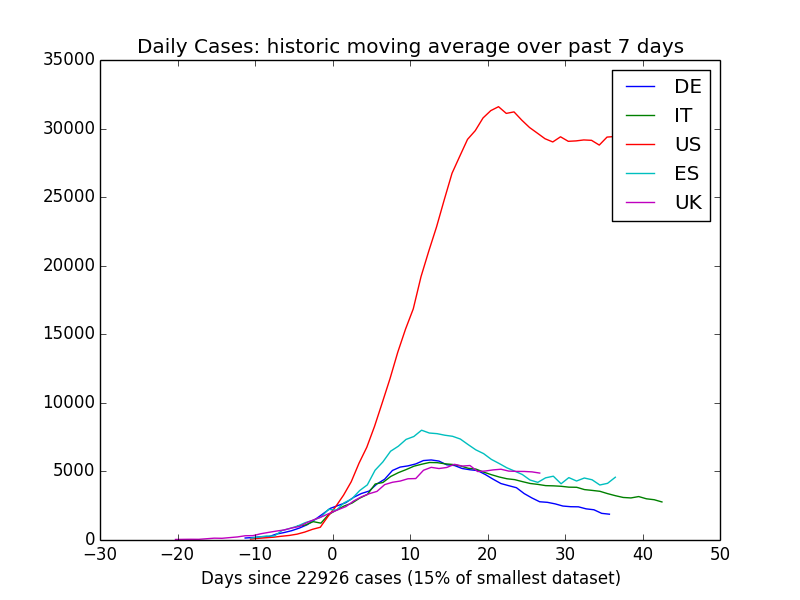 Daily Cases: historic moving average over past 7 days
35000
30000
25000
20000
15000
10000
5000
0
DE
IT
US
ES
UK
−30 −20 −10 0 10 20 30 40 50
Days since 22926 cases (15% of smallest dataset)